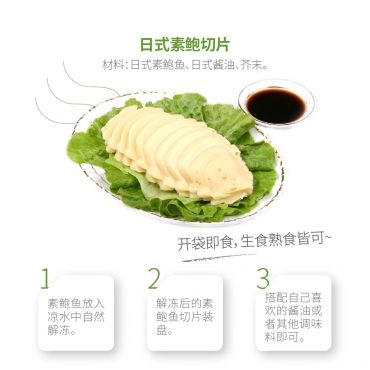 日式素鲍切片
材料:日式素鲍鱼、日式酱油、芥末。
开袋即食,生食熟食皆可~
1
素鲍鱼放入
凉水中自然
解冻。
2
解冻后的素
鲍鱼切片装
盘。
3
搭配自己喜
欢的酱油或
者其他调味
料即可。